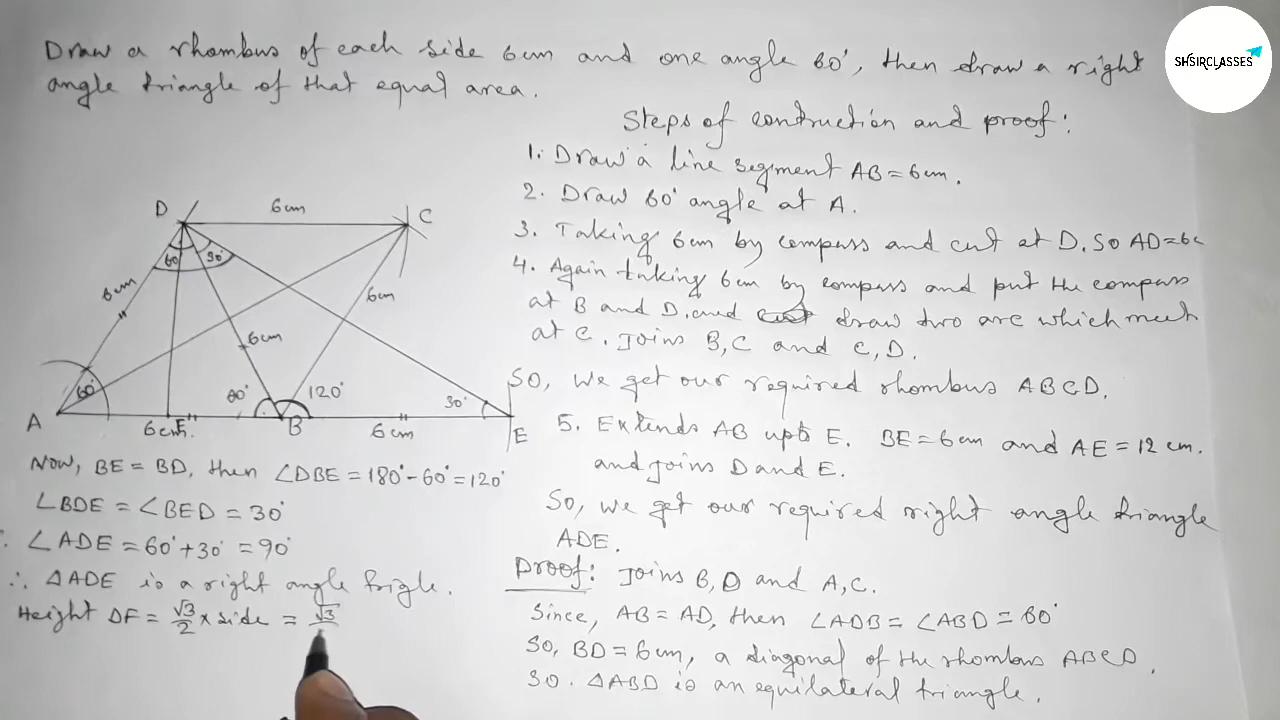 Draw a rhombus of each side 6cm and one angle 60°, then draw a right
angle triangle of that equal area.
SHSIRCLASSES
Steps of construction and proof:
1. Draw a line segment AB = 6cm.
2. Draw 60° angle at A.
3. Taking 6cm by compass and cut at D. So AD=6c
4. Again taking 6cm by compass and put the compass
at B and D, and draw two arc which meet
at C. Joins B,C and C,D.
So, we get our required rhombus ABCD.
5. Extends AB upto E. BE = 6cm and AE = 12 cm.
and joins D and E.
So, we get our required right angle triangle
ADE.
Proof: Joins B,D and A,C.
Since, AB = AD, then ∠ADB = ∠ABD = 60°
So, BD = 6cm, a diagonal of the rhombus ABCD.
So. △ABD is an equilateral triangle.
D 6cm C
60° 30°
6cm 6cm 6cm
60° 60° 120° 30°
A 6cm F B 6cm E
Now, BE = BD, then ∠DBE = 180° - 60° = 120°
∠BDE = ∠BED = 30°
∴ ∠ADE = 60° + 30° = 90°
∴ △ADE is a right angle trigle.
Height DF = √3/2 × side = √3